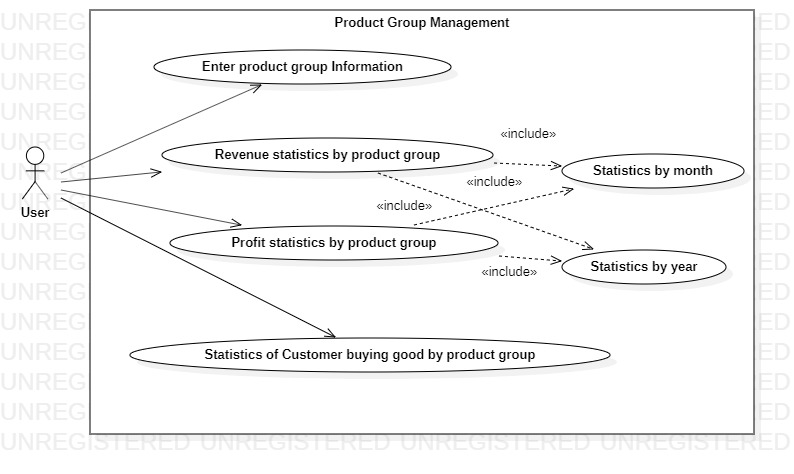 Product Group Management
Enter product group Information
«include»
Revenue statistics by product group
Statistics by month
«include»
User
«include»
Profit statistics by product group
Statistics by year
«include»
Statistics of Customer buying good by product group
UNREGISTERED UNREGISTERED UNREGISTERED UNREGISTERED